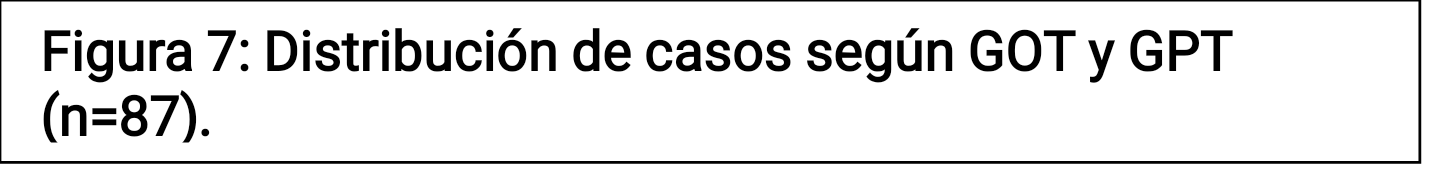 Figura 7: Distribución de casos según GOT y GPT
(n=87).